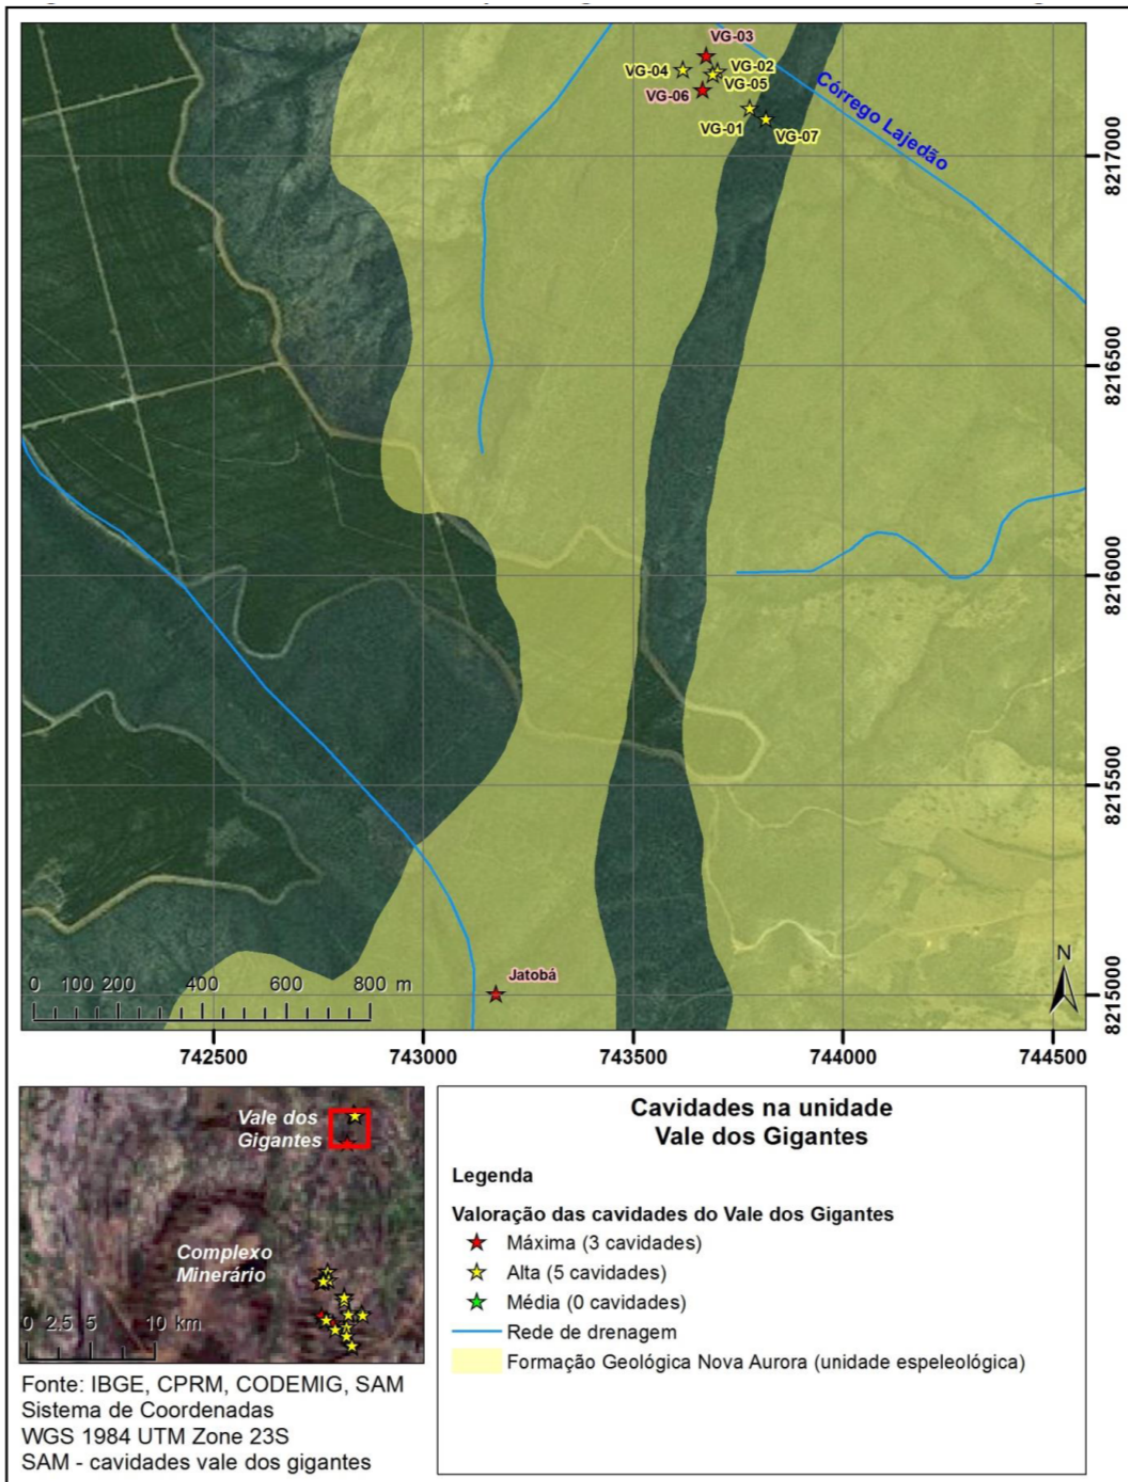 VG-03
VG-04
VG-02
VG-05
VG-06
VG-01
VG-07
Córrego Lajedão
8217000
8216500
8216000
8215500
8215000
Jatobá
0 100 200 400 600 800 m
N
742500 743000 743500 744000 744500
Vale dos
Gigantes
Complexo
Minerário
0 2.5 5 10 km
Cavidades na unidade
Vale dos Gigantes
Legenda
Valoração das cavidades do Vale dos Gigantes
Máxima (3 cavidades)
Alta (5 cavidades)
Média (0 cavidades)
Rede de drenagem
Formação Geológica Nova Aurora (unidade espeleológica)
Fonte: IBGE, CPRM, CODEMIG, SAM
Sistema de Coordenadas
WGS 1984 UTM Zone 23S
SAM - cavidades vale dos gigantes